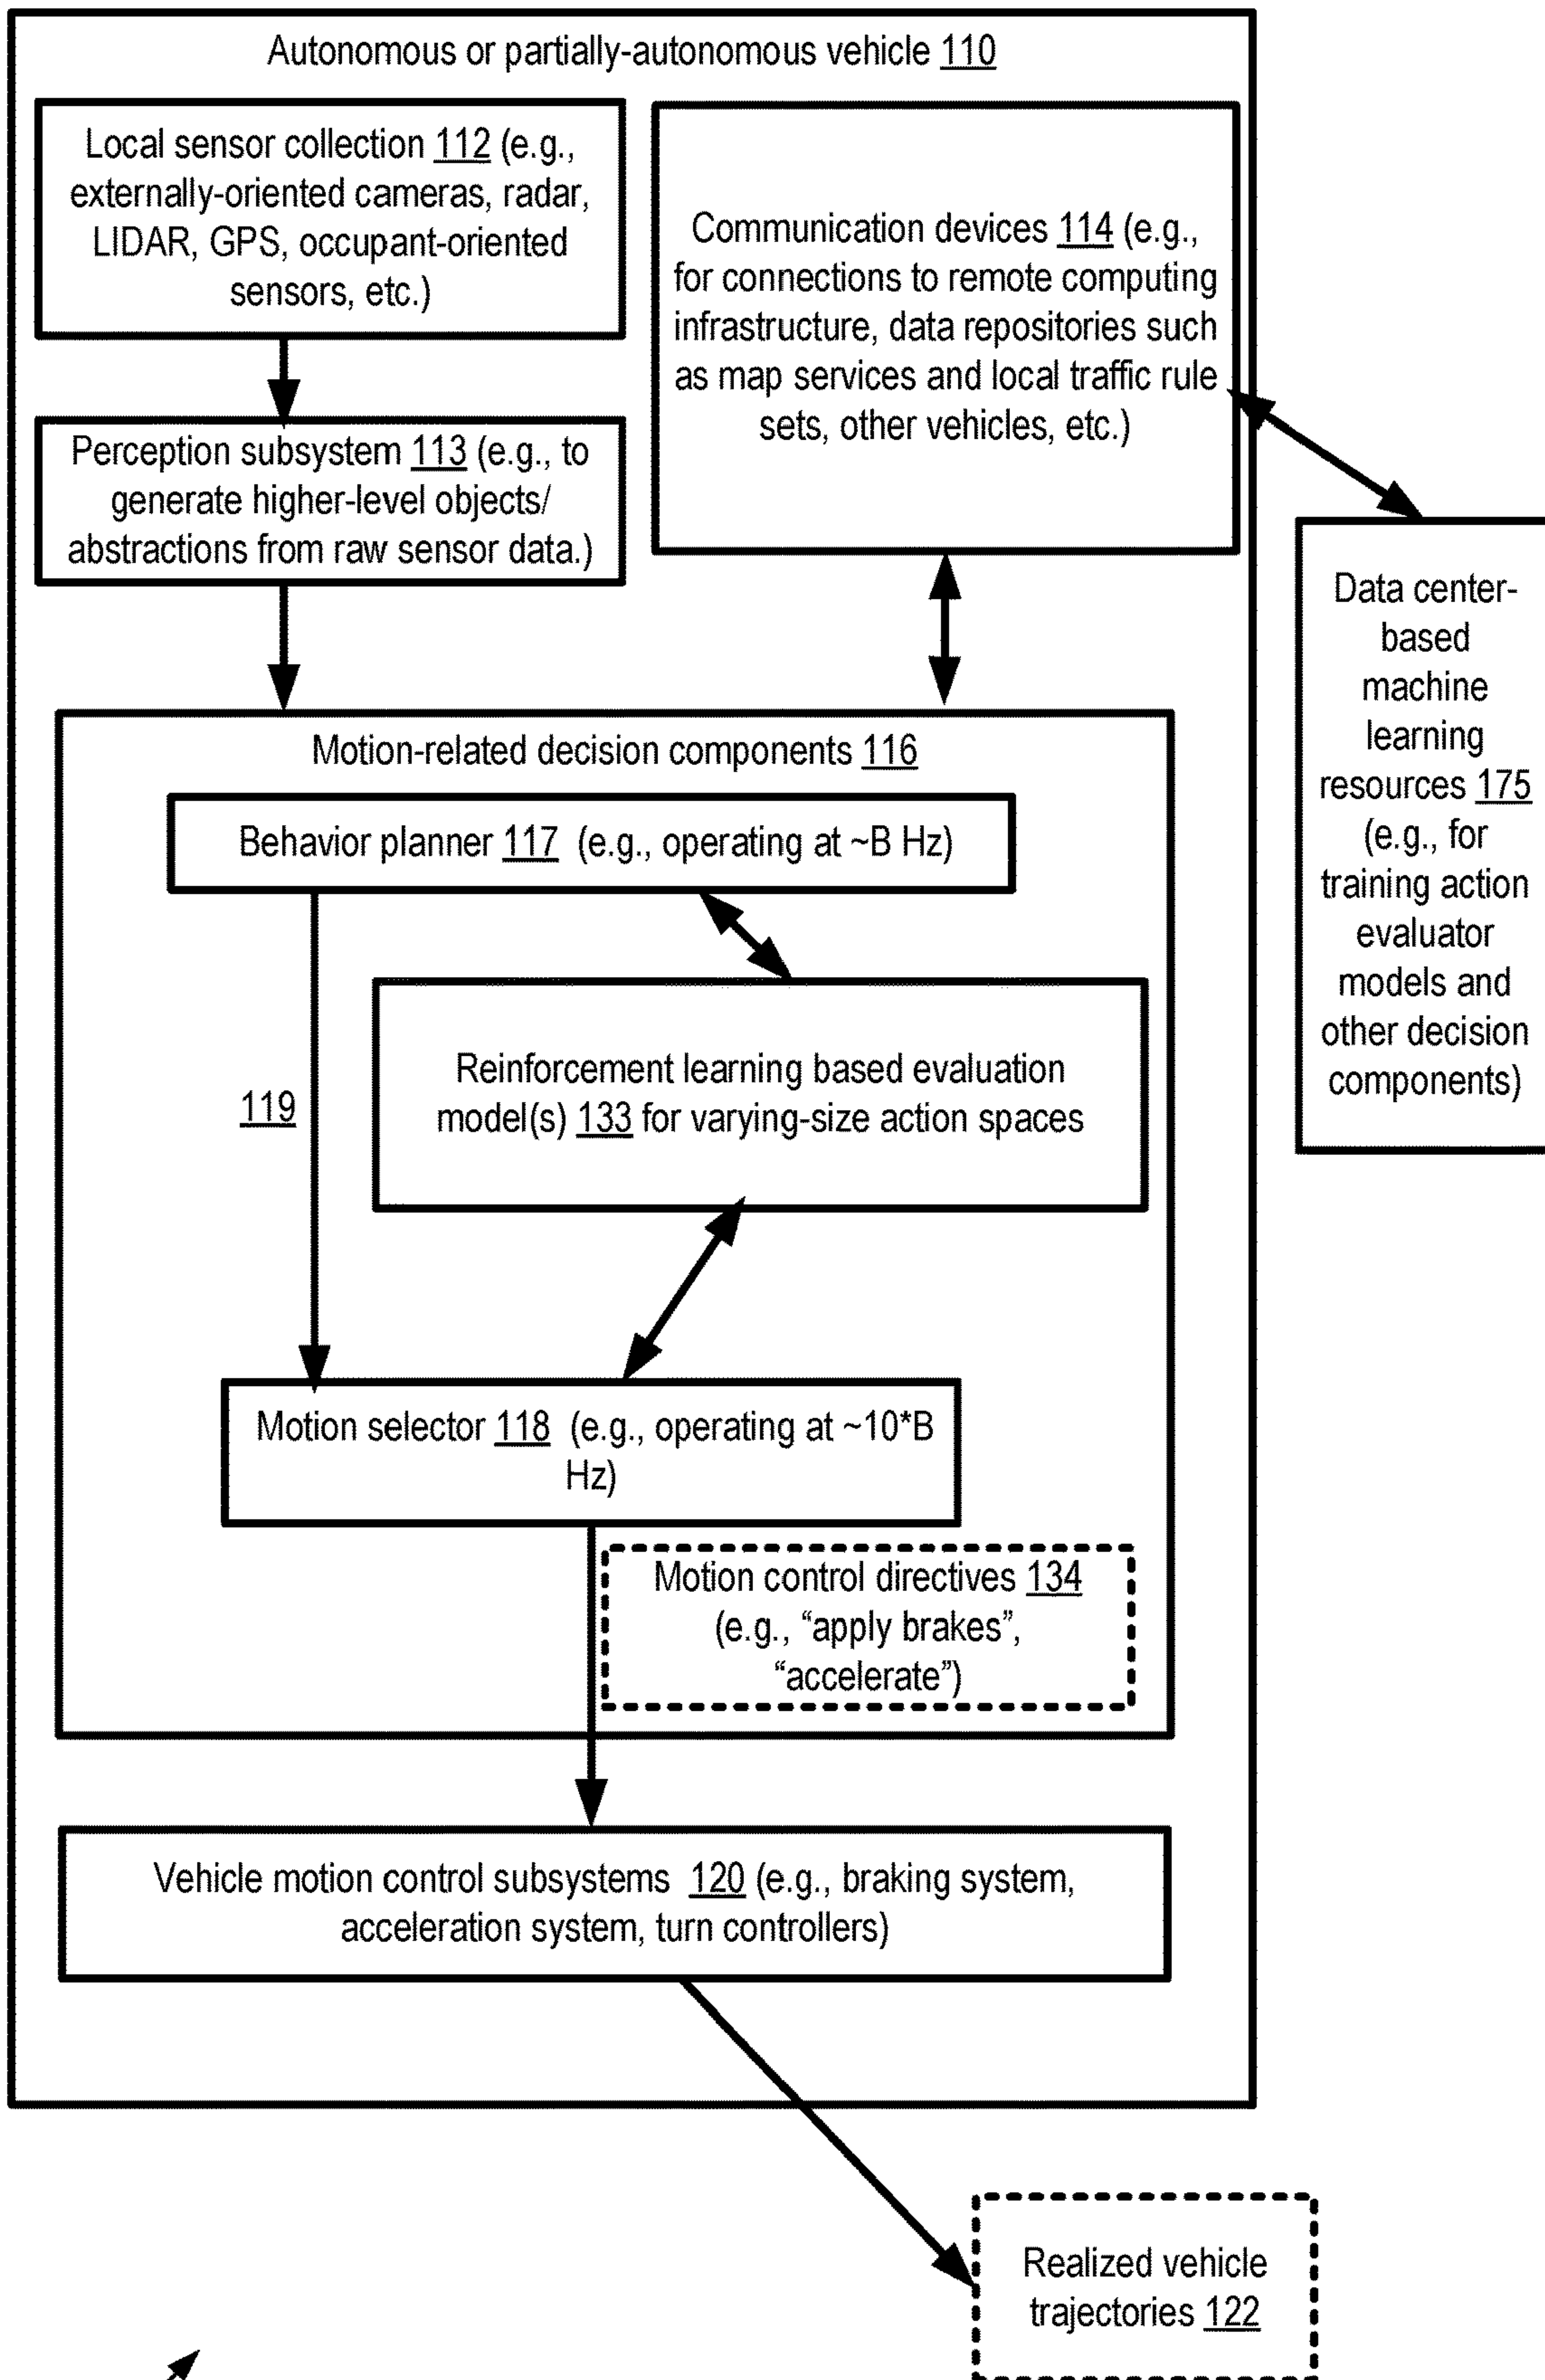 Autonomous or partially-autonomous vehicle 110
Local sensor collection 112 (e.g.,
externally-oriented cameras, radar,
LIDAR, GPS, occupant-oriented
sensors, etc.)
Communication devices 114 (e.g.,
for connections to remote computing
infrastructure, data repositories such
as map services and local traffic rule
sets, other vehicles, etc.)
Perception subsystem 113 (e.g., to
generate higher-level objects/
abstractions from raw sensor data.)
Data center-
based
machine
learning
resources 175
(e.g., for
training action
evaluator
models and
other decision
components)
Motion-related decision components 116
Behavior planner 117 (e.g., operating at ~B Hz)
Reinforcement learning based evaluation
model(s) 133 for varying-size action spaces
119
Motion selector 118 (e.g., operating at ~10*B
Hz)
Motion control directives 134
(e.g., “apply brakes”,
“accelerate”)
Vehicle motion control subsystems 120 (e.g., braking system,
acceleration system, turn controllers)
Realized vehicle
trajectories 122